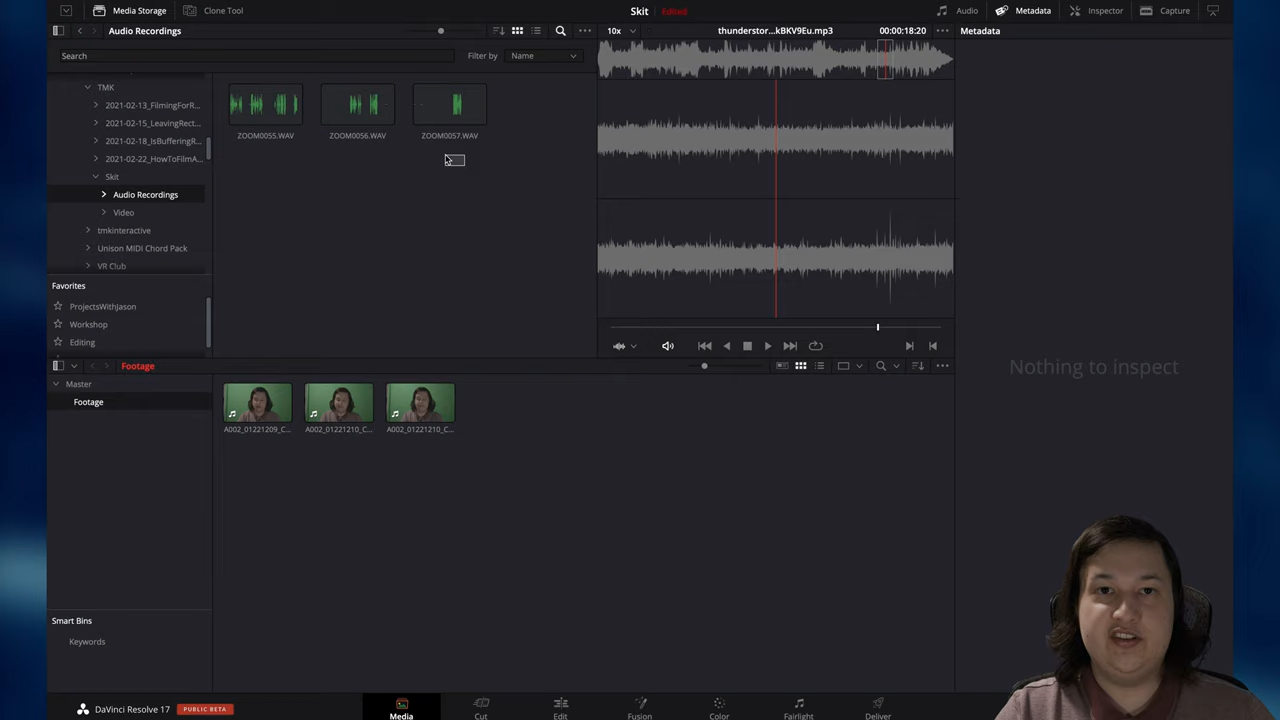 Media Storage
Clone Tool
Skit
Edited
Audio
Metadata
Inspector
Capture
Audio Recordings
10x
thunderstor...kBKV9Eu.mp3
00:00:18:20
Metadata
Search
Filter by
Name
TMK
2021-02-13_FilmingForR...
2021-02-15_LeavingRect...
2021-02-18_IsBufferingR...
2021-02-22_HowToFilmA...
Skit
Audio Recordings
Video
tmkinteractive
Unison MIDI Chord Pack
VR Club
ZOOM0055.WAV
ZOOM0056.WAV
ZOOM0057.WAV
Favorites
ProjectsWithJason
Workshop
Editing
Nothing to inspect
Footage
Master
Footage
A002_01221209_C...
A002_01221210_C...
A002_01221210_C...
Smart Bins
Keywords
DaVinci Resolve 17
PUBLIC BETA
Media
Cut
Edit
Fusion
Color
Fairlight
Deliver